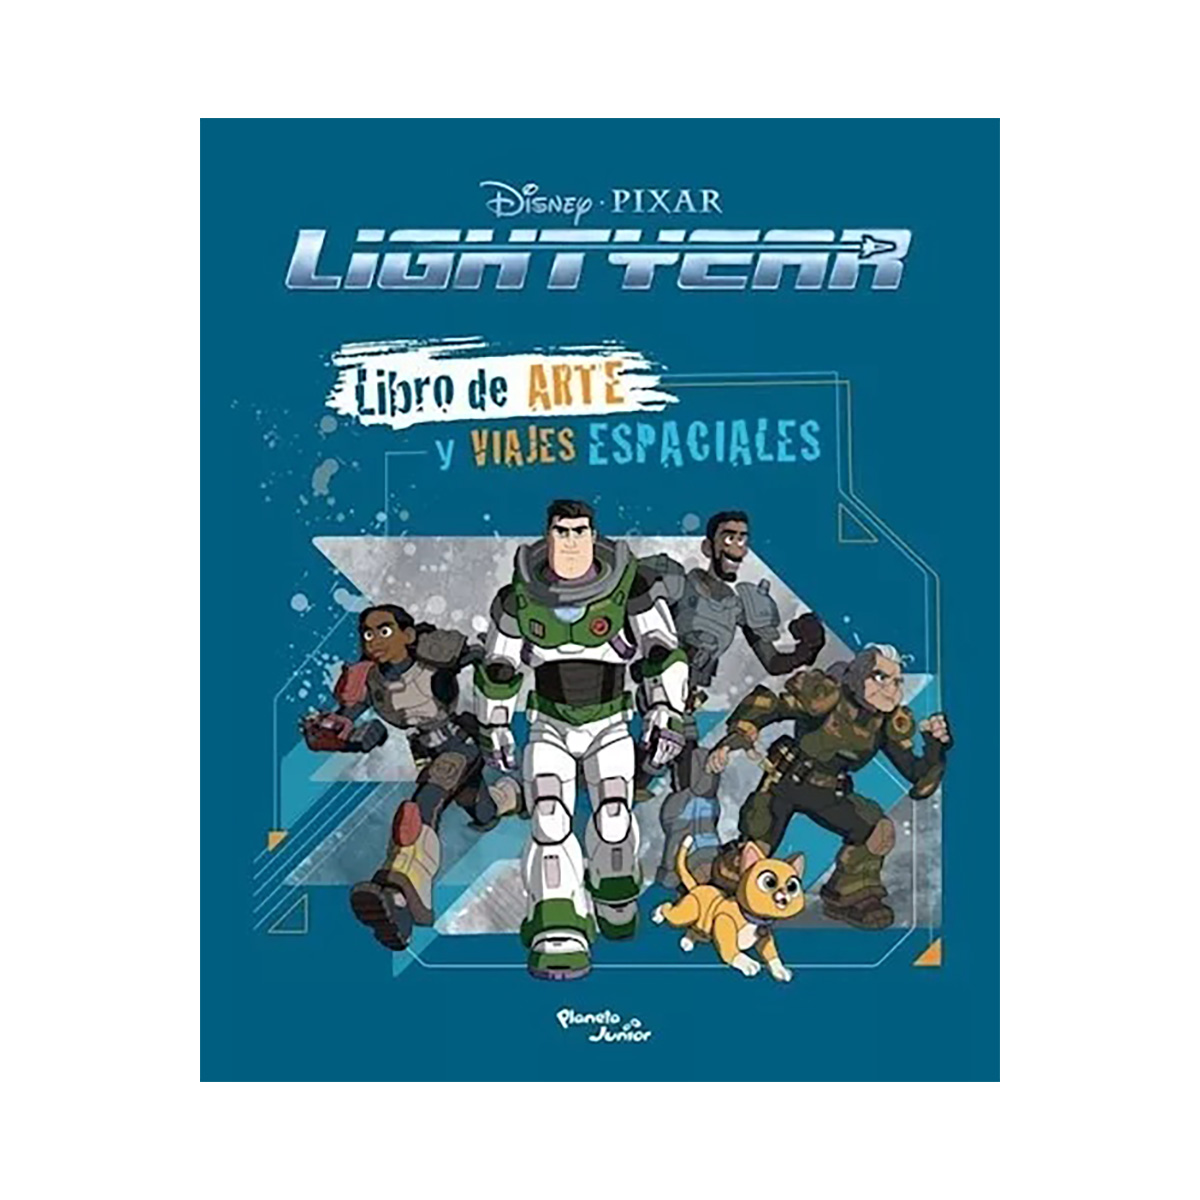 Disney · PIXAR
LIGHTYEAR
Libro de ARTE
y VIAJES ESPACIALES
Planeta
Junior